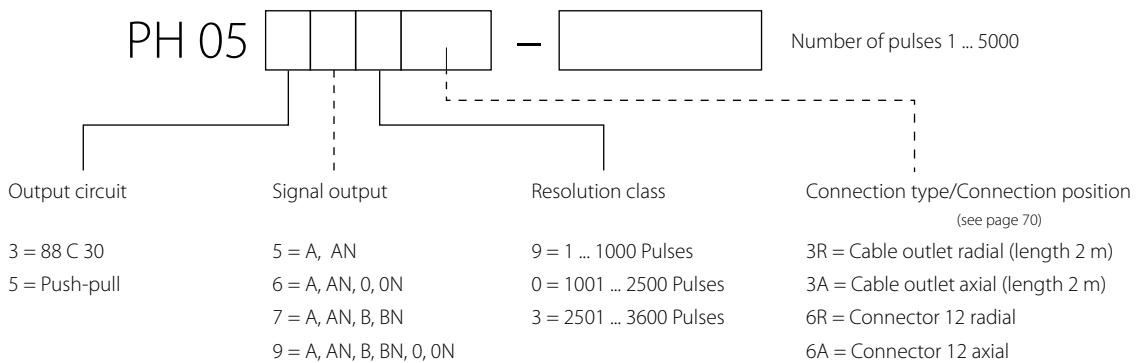 PH 05 – Number of pulses 1 ... 5000
Output circuit
3 = 88 C 30
5 = Push-pull
Signal output
5 = A, AN
6 = A, AN, 0, 0N
7 = A, AN, B, BN
9 = A, AN, B, BN, 0, 0N
Resolution class
9 = 1 ... 1000 Pulses
0 = 1001 ... 2500 Pulses
3 = 2501 ... 3600 Pulses
Connection type/Connection position
(see page 70)
3R = Cable outlet radial (length 2 m)
3A = Cable outlet axial (length 2 m)
6R = Connector 12 radial
6A = Connector 12 axial